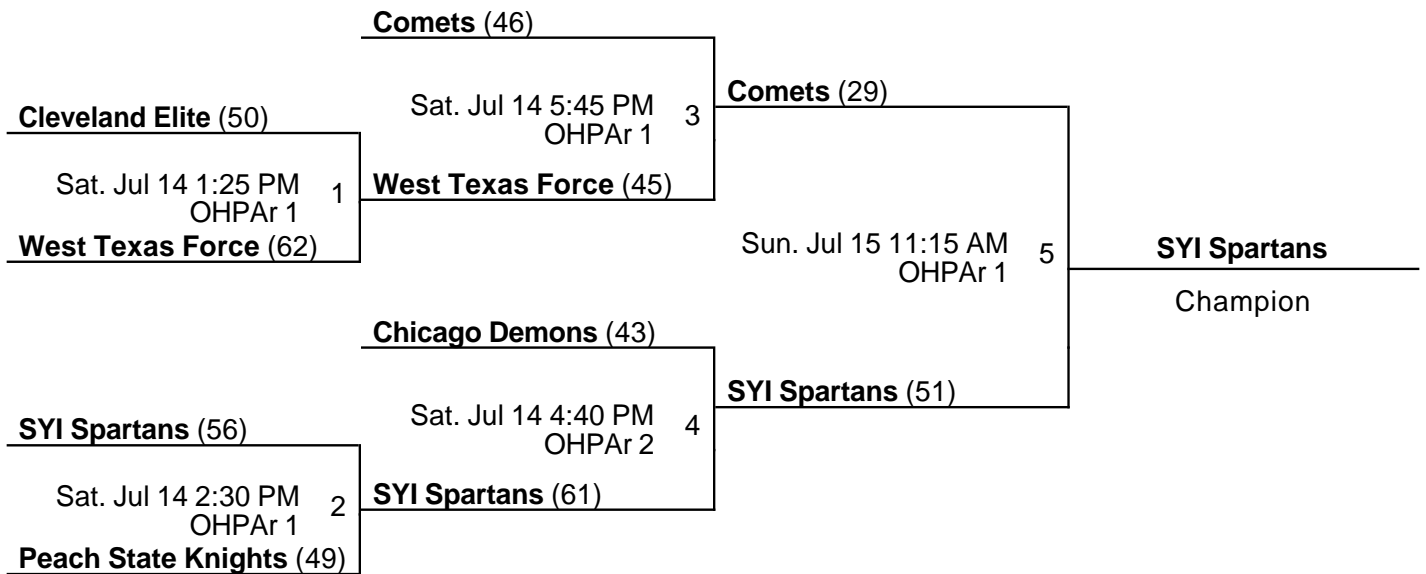 Comets (46)
Comets (29)
Cleveland Elite (50)
Sat. Jul 14 5:45 PM
OHPAr 1
3
Sat. Jul 14 1:25 PM
OHPAr 1
1
West Texas Force (45)
West Texas Force (62)
Sun. Jul 15 11:15 AM
OHPAr 1
5
SYI Spartans
Champion
Chicago Demons (43)
SYI Spartans (51)
SYI Spartans (56)
Sat. Jul 14 4:40 PM
OHPAr 2
4
Sat. Jul 14 2:30 PM
OHPAr 1
2
SYI Spartans (61)
Peach State Knights (49)